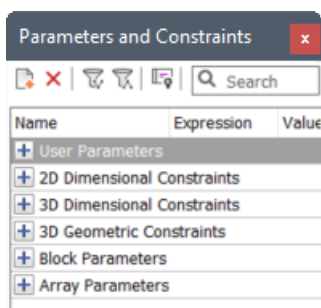 Parameters and Constraints x
Search
Name Expression Value
User Parameters
2D Dimensional Constraints
3D Dimensional Constraints
3D Geometric Constraints
Block Parameters
Array Parameters